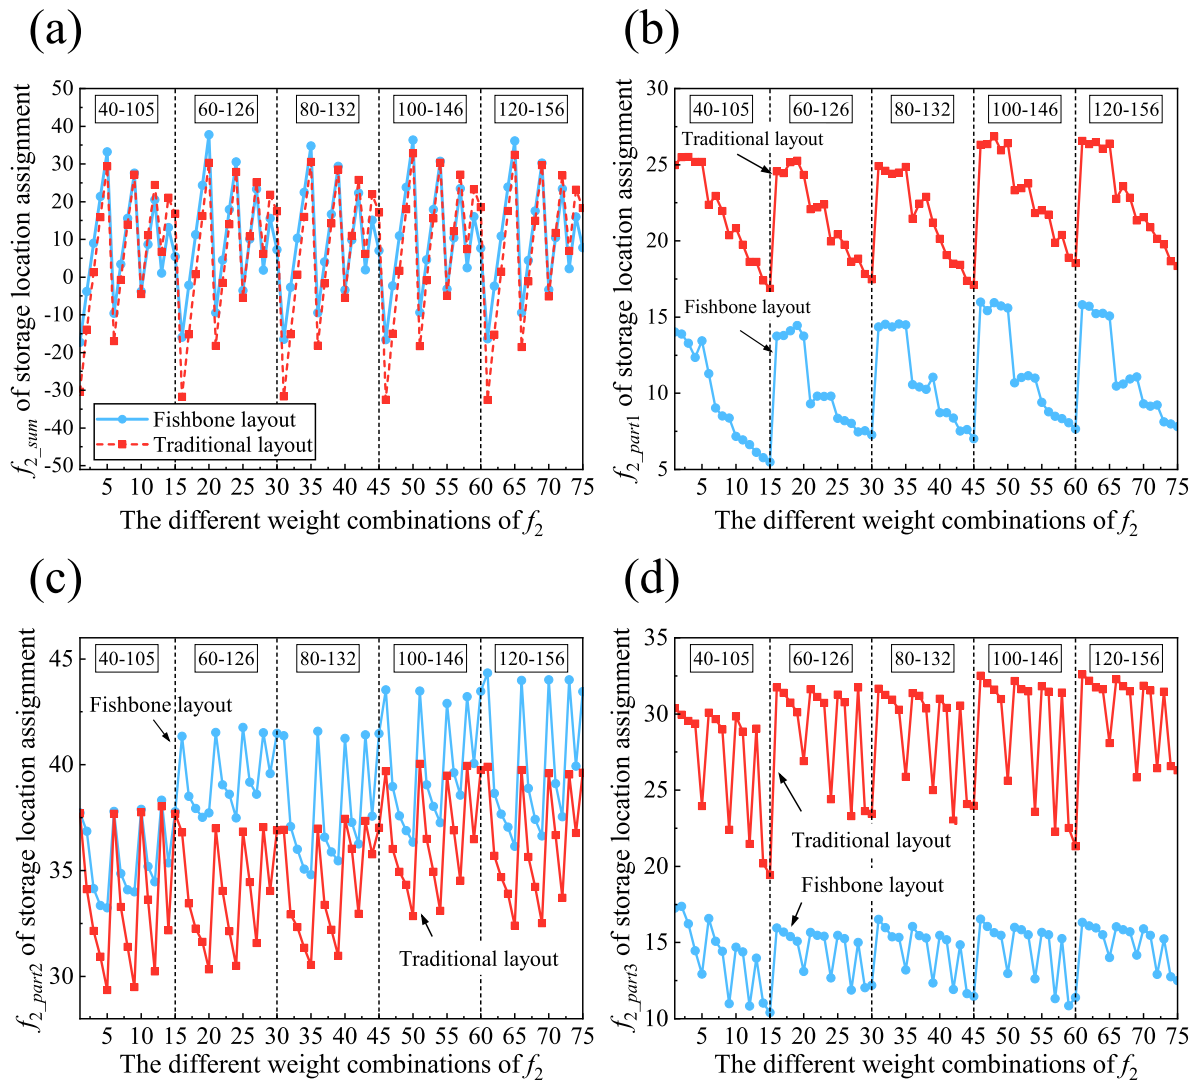 (a)
f2_sum of storage location assignment
50
40
30
20
10
0
-10
-20
-30
-40
-50
40-105
60-126
80-132
100-146
120-156
Fishbone layout
Traditional layout
5 10 15 20 25 30 35 40 45 50 55 60 65 70 75
The different weight combinations of f2
(b)
f2_part1 of storage location assignment
30
25
20
15
10
5
40-105
60-126
80-132
100-146
120-156
Traditional layout
Fishbone layout
5 10 15 20 25 30 35 40 45 50 55 60 65 70 75
The different weight combinations of f2
(c)
f2_part2 of storage location assignment
45
40
35
30
40-105
60-126
80-132
100-146
120-156
Fishbone layout
Traditional layout
5 10 15 20 25 30 35 40 45 50 55 60 65 70 75
The different weight combinations of f2
(d)
f2_part3 of storage location assignment
35
30
25
20
15
10
40-105
60-126
80-132
100-146
120-156
Traditional layout
Fishbone layout
5 10 15 20 25 30 35 40 45 50 55 60 65 70 75
The different weight combinations of f2